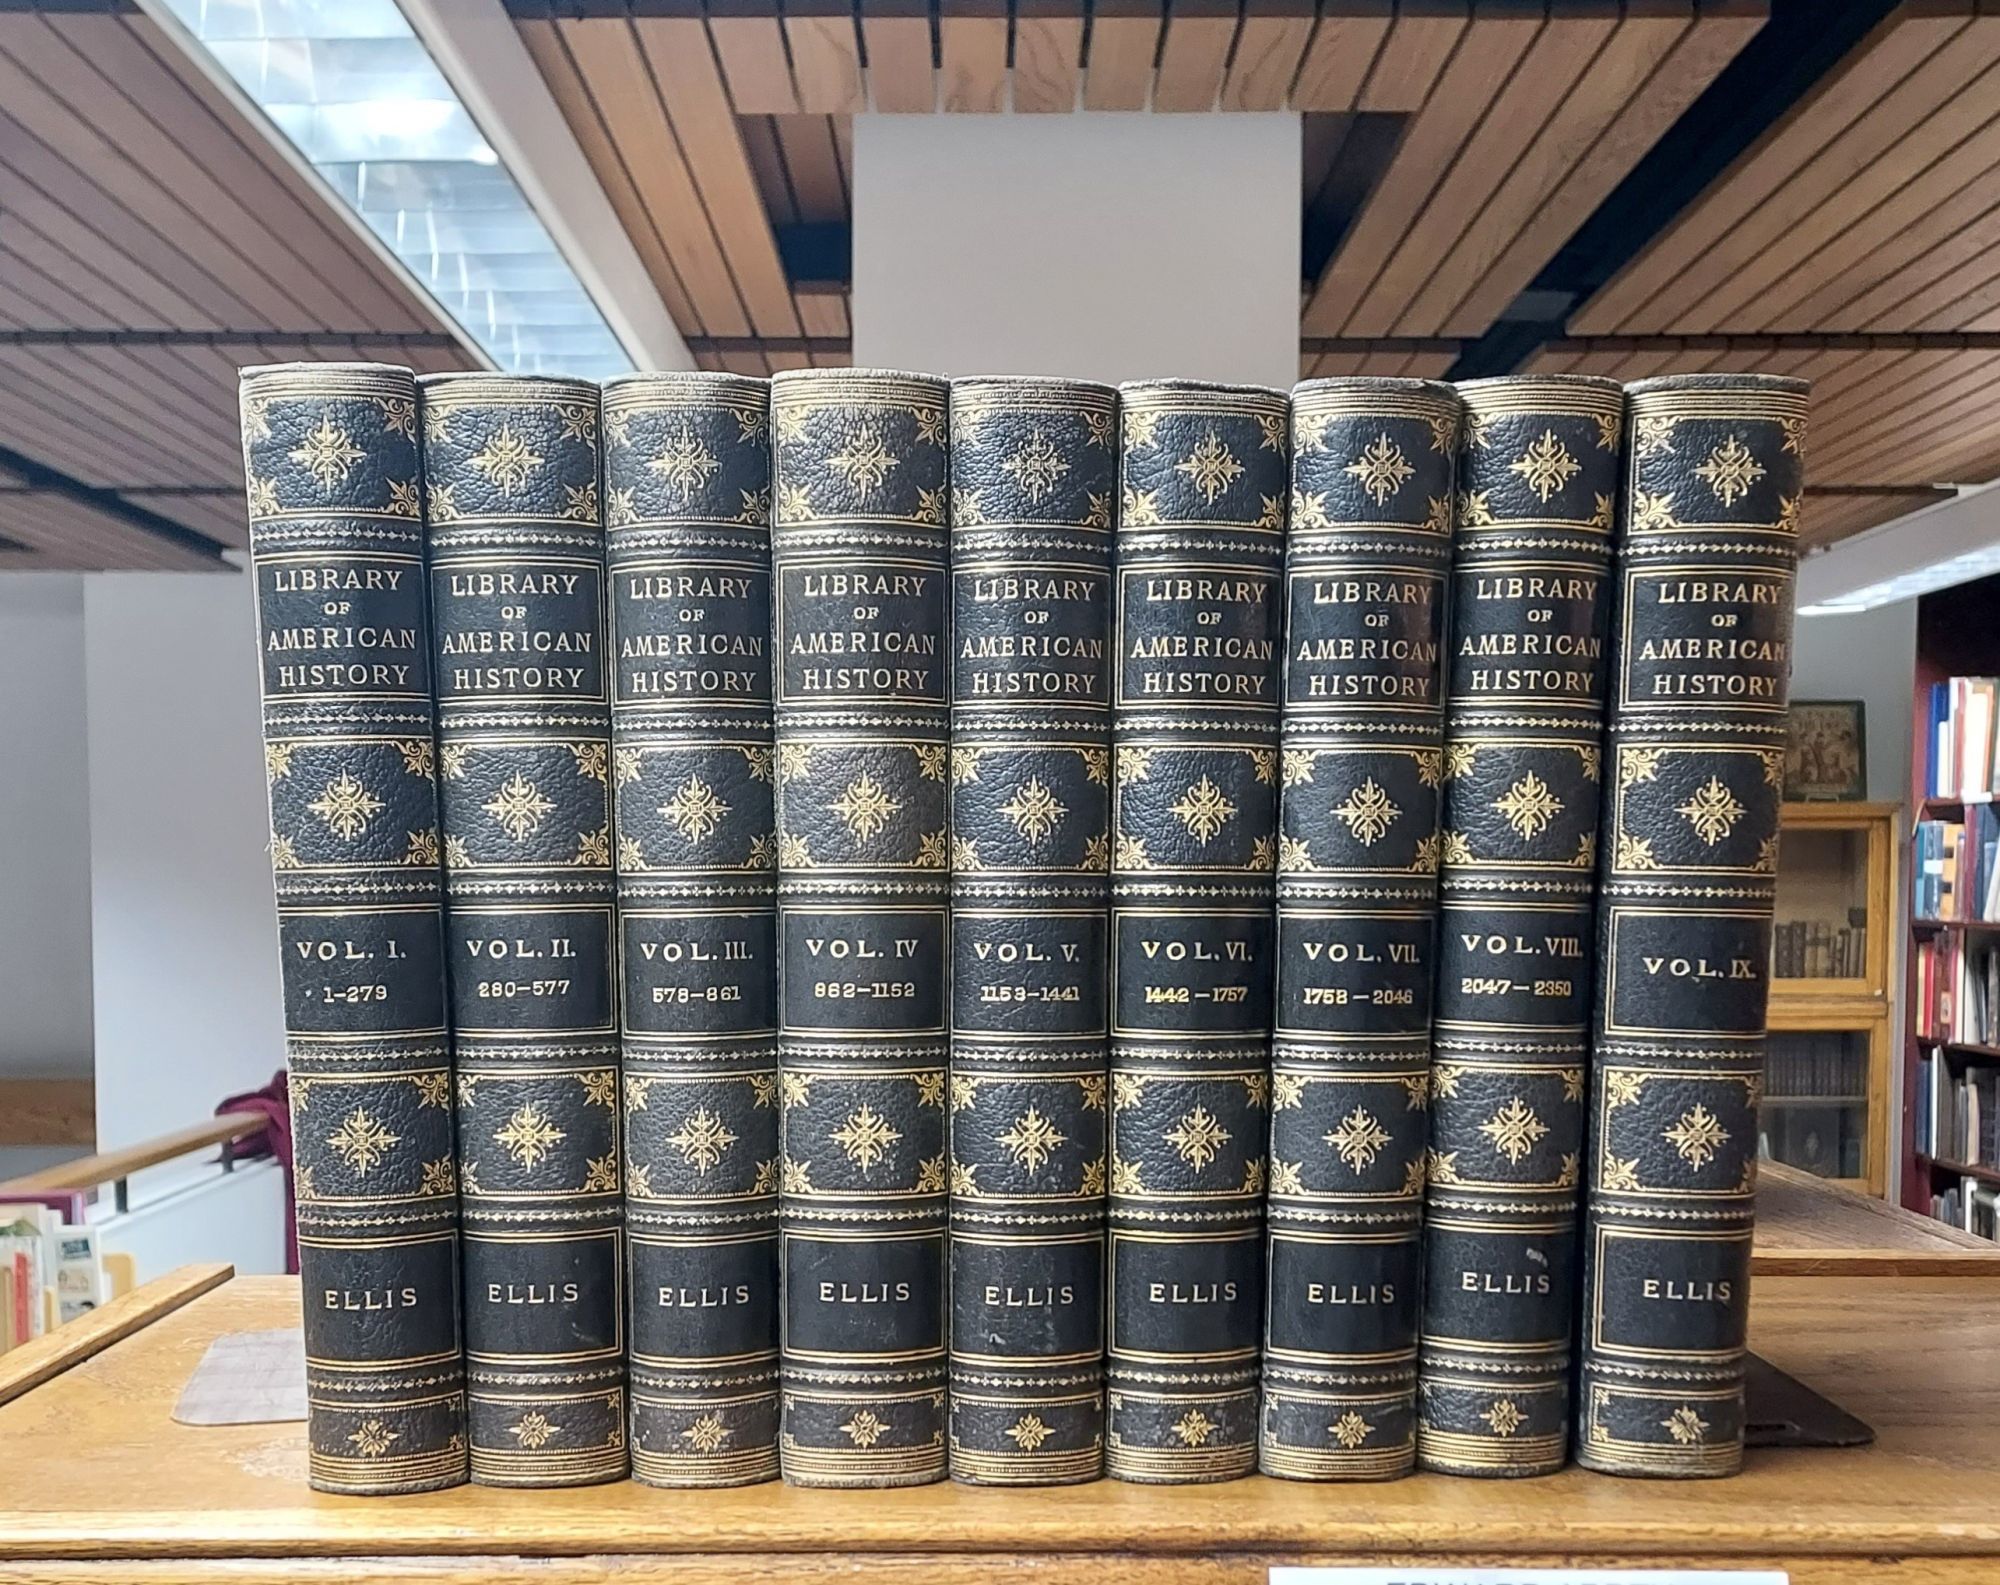 LIBRARY
OF
AMERICAN
HISTORY
VOL. I.
1-279
ELLIS
LIBRARY
OF
AMERICAN
HISTORY
VOL. II.
280-577
ELLIS
LIBRARY
OF
AMERICAN
HISTORY
VOL. III.
578-861
ELLIS
LIBRARY
OF
AMERICAN
HISTORY
VOL. IV
862-1152
ELLIS
LIBRARY
OF
AMERICAN
HISTORY
VOL. V.
1153-1441
ELLIS
LIBRARY
OF
AMERICAN
HISTORY
VOL. VI.
1442-1757
ELLIS
LIBRARY
OF
AMERICAN
HISTORY
VOL. VII.
1758-2046
ELLIS
LIBRARY
OF
AMERICAN
HISTORY
VOL. VIII.
2047-2350
ELLIS
LIBRARY
OF
AMERICAN
HISTORY
VOL. IX.
ELLIS